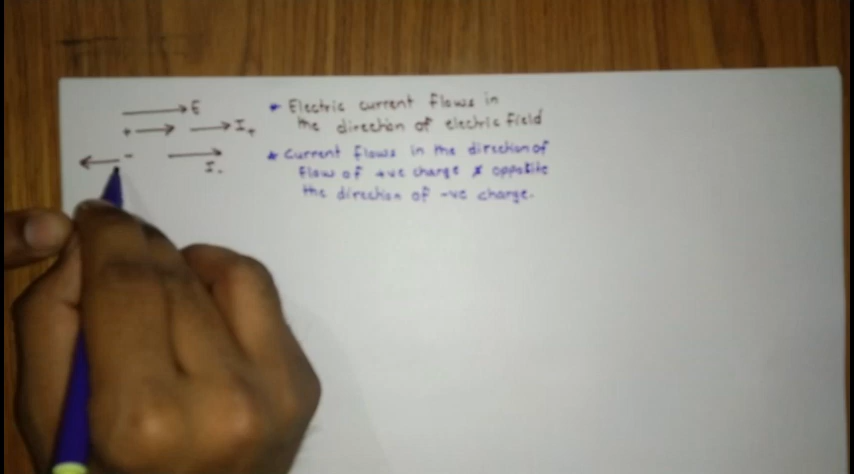 E
+ I+
- I-
* Electric current flows in
the direction of electric field
* Current flows in the direction of
flow of +ve charge & opposite
the direction of -ve charge.